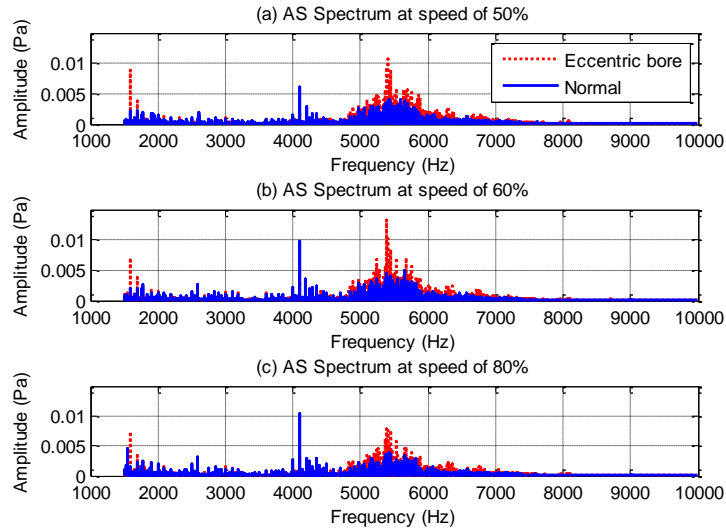 (a) AS Spectrum at speed of 50%
Amplitude (Pa)
0.01
0.005
0
Eccentric bore
Normal
1000 2000 3000 4000 5000 6000 7000 8000 9000 10000
Frequency (Hz)
(b) AS Spectrum at speed of 60%
Amplitude (Pa)
0.01
0.005
0
1000 2000 3000 4000 5000 6000 7000 8000 9000 10000
Frequency (Hz)
(c) AS Spectrum at speed of 80%
Amplitude (Pa)
0.01
0.005
0
1000 2000 3000 4000 5000 6000 7000 8000 9000 10000
Frequency (Hz)